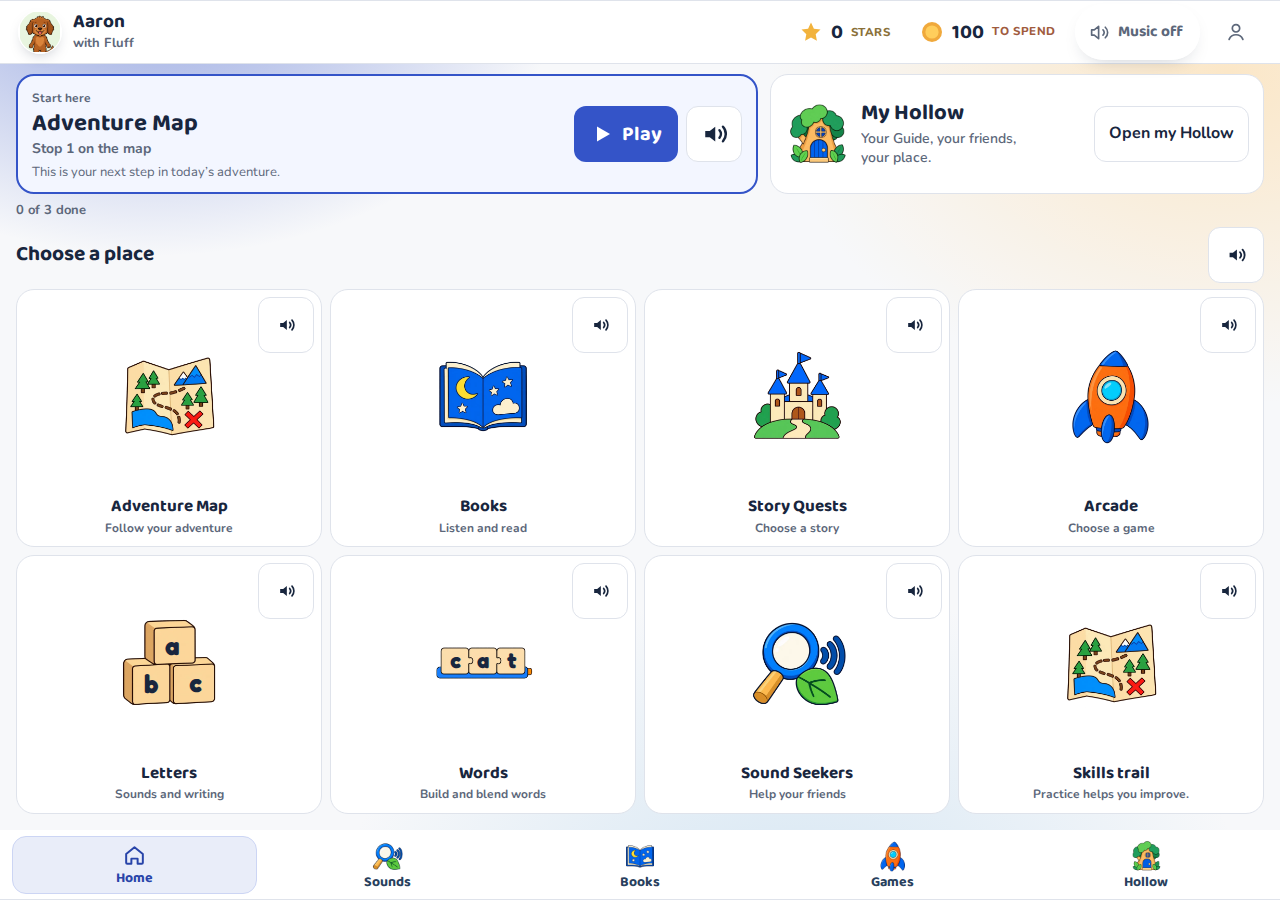 Aaron
with Fluff
0 STARS
100 TO SPEND
Music off
Start here
Adventure Map
Stop 1 on the map
This is your next step in today's adventure.
Play
My Hollow
Your Guide, your friends,
your place.
Open my Hollow
0 of 3 done
Choose a place
Adventure Map
Follow your adventure
Books
Listen and read
Story Quests
Choose a story
Arcade
Choose a game
a
b c
Letters
Sounds and writing
c a t
Words
Build and blend words
Sound Seekers
Help your friends
Skills trail
Practice helps you improve.
Home
Sounds
Books
Games
Hollow